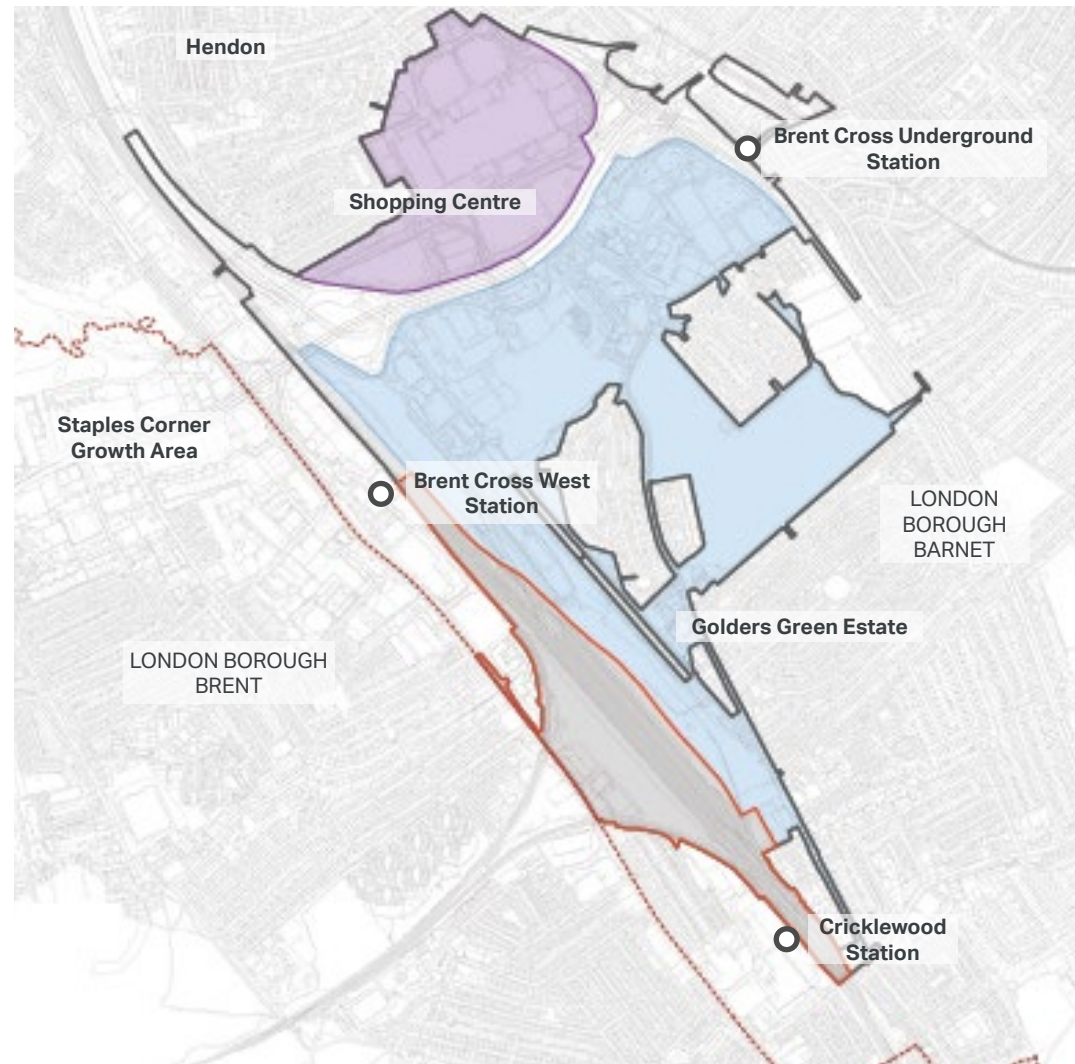 Hendon
Brent Cross Underground
Station
Shopping Centre
Staples Corner
Growth Area
Brent Cross West
Station
LONDON
BOROUGH
BARNET
Golders Green Estate
LONDON BOROUGH
BRENT
Cricklewood
Station